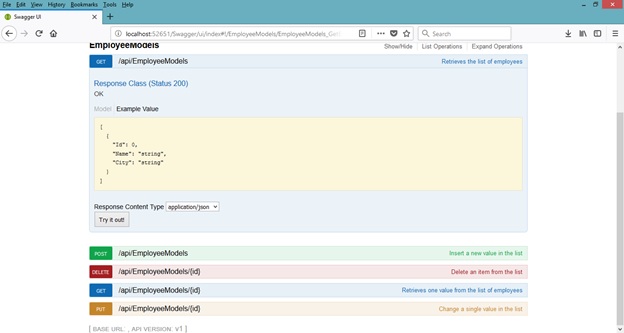 File Edit View History Bookmarks Tools Help
Swagger UI
localhost:52651/Swagger/ui/index#!/EmployeeModels/EmployeeModels_Get
Search
EmployeeModels
Show/Hide List Operations Expand Operations
GET /api/EmployeeModels Retrieves the list of employees
Response Class (Status 200)
OK
Model Example Value
[
{
"Id": 0,
"Name": "string",
"City": "string"
}
]
Response Content Type application/json
Try it out!
POST /api/EmployeeModels Insert a new value in the list
DELETE /api/EmployeeModels/{id} Delete an item from the list
GET /api/EmployeeModels/{id} Retrieves one value from the list of employees
PUT /api/EmployeeModels/{id} Change a single value in the list
[ BASE URL: , API VERSION: V1 ]